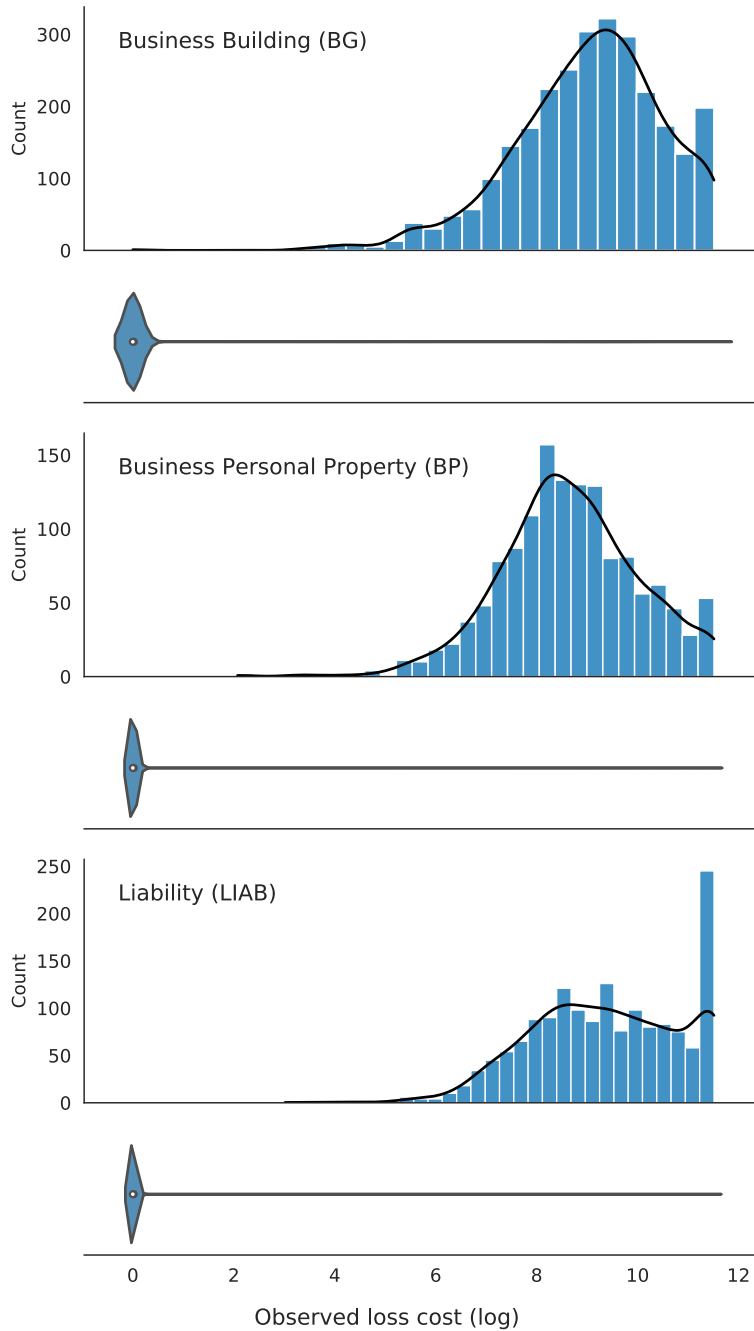 Business Building (BG)
Count
300
200
100
0
Business Personal Property (BP)
Count
150
100
50
0
Liability (LIAB)
Count
250
200
150
100
50
0
0 2 4 6 8 10 12
Observed loss cost (log)